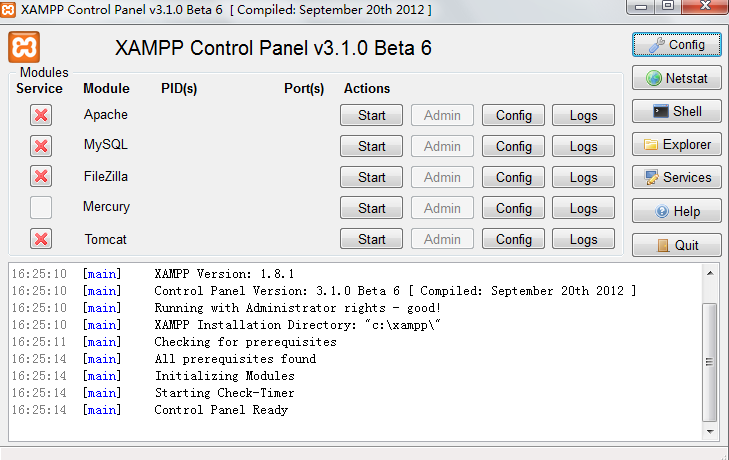 XAMPP Control Panel v3.1.0 Beta 6 [ Compiled: September 20th 2012 ]
XAMPP Control Panel v3.1.0 Beta 6
Config
Modules
Service Module PID(s) Port(s) Actions
Netstat
Apache Start Admin Config Logs
Shell
MySQL Start Admin Config Logs
Explorer
FileZilla Start Admin Config Logs
Services
Mercury Start Admin Config Logs
Help
Tomcat Start Admin Config Logs
Quit
16:25:10 [main] XAMPP Version: 1.8.1
16:25:10 [main] Control Panel Version: 3.1.0 Beta 6 [ Compiled: September 20th 2012 ]
16:25:10 [main] Running with Administrator rights - good!
16:25:10 [main] XAMPP Installation Directory: "c:\xampp\"
16:25:11 [main] Checking for prerequisites
16:25:14 [main] All prerequisites found
16:25:14 [main] Initializing Modules
16:25:14 [main] Starting Check-Timer
16:25:14 [main] Control Panel Ready